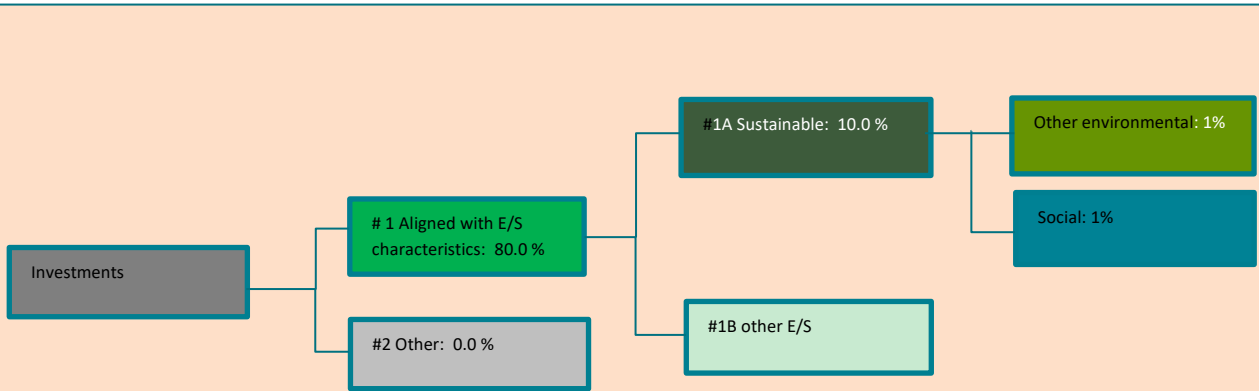 Investments
# 1 Aligned with E/S
characteristics: 80.0 %
#2 Other: 0.0 %
#1A Sustainable: 10.0 %
#1B other E/S
Other environmental: 1%
Social: 1%